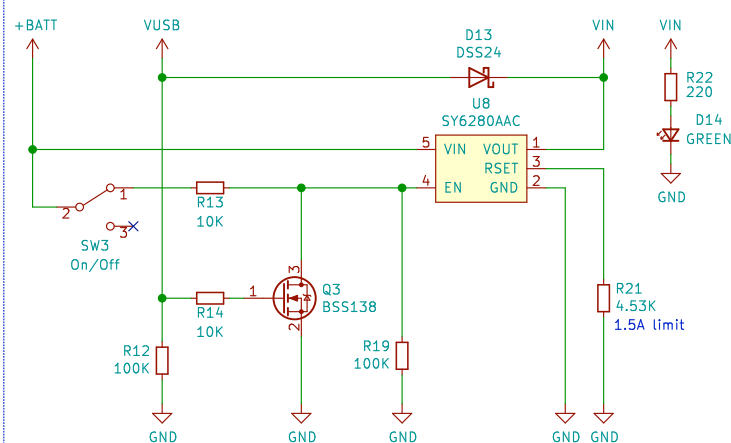 +BATT
VUSB
VIN
VIN
D13
DSS24
R22
220
U8
SY6280AAC
D14
GREEN
5
VIN
VOUT
1
RSET
3
4
EN
GND
2
GND
1
2
3
SW3
On/Off
R13
10K
3
1
Q3
BSS138
2
R14
10K
R21
4.53K
1.5A limit
R12
100K
R19
100K
GND
GND
GND
GND
GND